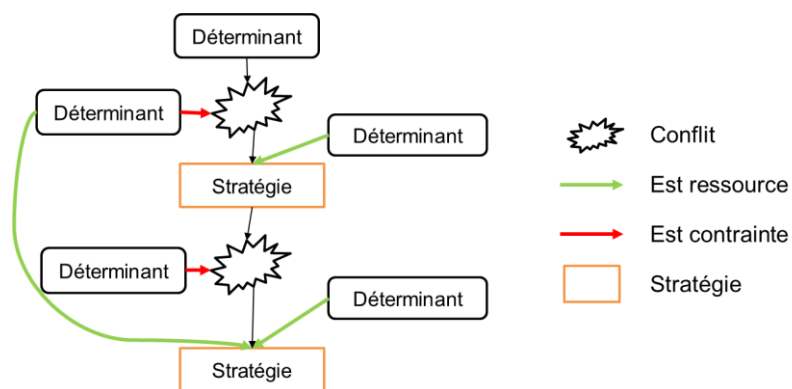 Déterminant
Déterminant
Déterminant
Stratégie
Déterminant
Déterminant
Stratégie
Conflit
Est ressource
Est contrainte
Stratégie